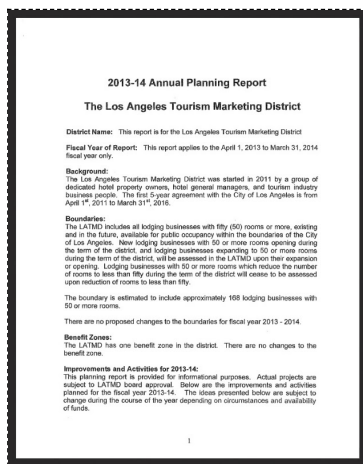 2013-14 Annual Planning Report
The Los Angeles Tourism Marketing District
District Name: This report is for the Los Angeles Tourism Marketing District
Fiscal Year of Report: This report applies to the April 1, 2013 to March 31, 2014
fiscal year only.
Background:
The Los Angeles Tourism Marketing District was started in 2011 by a group of
dedicated hotel property owners, hotel general managers, and tourism industry
business people. The first 5-year agreement with the City of Los Angeles is from
April 1st, 2011 to March 31st, 2016.
Boundaries:
The LATMD includes all lodging businesses with fifty (50) rooms or more, existing
and in the future, available for public occupancy within the boundaries of the City
of Los Angeles. New lodging businesses with 50 or more rooms opening during
the term of the district, and lodging businesses expanding to 50 or more rooms
during the term of the district, will be assessed in the LATMD upon their expansion
or opening. Lodging businesses with 50 or more rooms which reduce the number
of rooms to less than fifty during the term of the district will cease to be assessed
upon reduction of rooms to less than fifty.
The boundary is estimated to include approximately 168 lodging businesses with
50 or more rooms.
There are no proposed changes to the boundaries for fiscal year 2013 - 2014.
Benefit Zones:
The LATMD has one benefit zone in the district. There are no changes to the
benefit zone.
Improvements and Activities for 2013-14:
This planning report is provided for informational purposes. Actual projects are
subject to LATMD board approval. Below are the improvements and activities
planned for the fiscal year 2013-14. The ideas presented below are subject to
change during the course of the year depending on circumstances and availability
of funds.
1